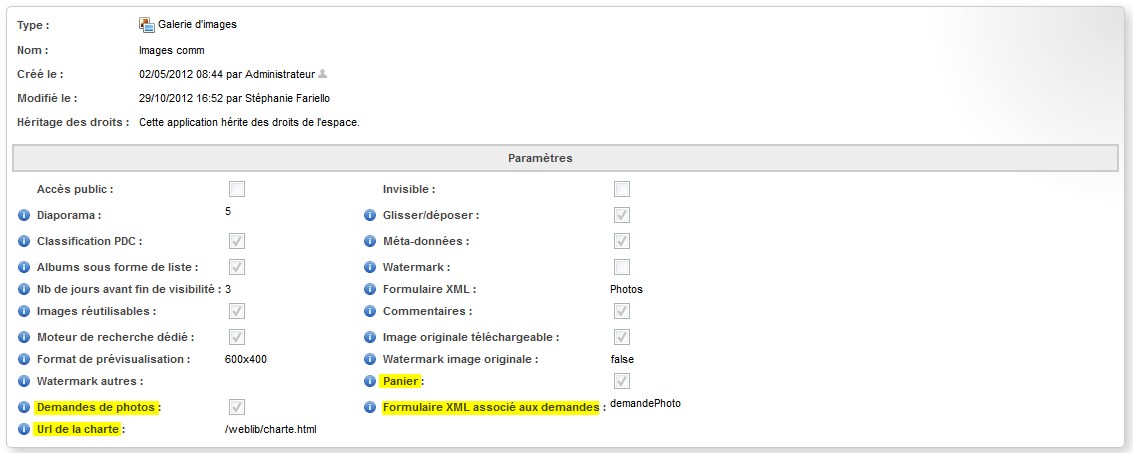 Type : Galerie d'images
Nom : Images comm
Créé le : 02/05/2012 08:44 par Administrateur
Modifié le : 29/10/2012 16:52 par Stéphanie Fariello
Héritage des droits : Cette application hérite des droits de l'espace.
Paramètres
Accès public : Invisible :
Diaporama : 5 Glisser/déposer :
Classification PDC : Méta-données :
Albums sous forme de liste : Watermark :
Nb de jours avant fin de visibilité : 3 Formulaire XML : Photos
Images réutilisables : Commentaires :
Moteur de recherche dédié : Image originale téléchargeable :
Format de prévisualisation : 600x400 Watermark image originale : false
Watermark autres : Panier :
Demandes de photos : Formulaire XML associé aux demandes : demandePhoto
Url de la charte : /weblib/charte.html